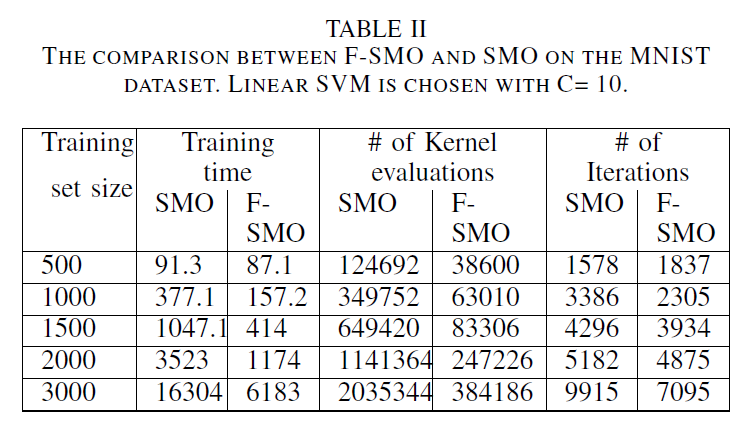 TABLE II
THE COMPARISON BETWEEN F-SMO AND SMO ON THE MNIST
DATASET. LINEAR SVM IS CHOSEN WITH C= 10.
Training set size Training time # of Kernel evaluations # of Iterations
SMO F-SMO SMO F-SMO SMO F-SMO
500 91.3 87.1 124692 38600 1578 1837
1000 377.1 157.2 349752 63010 3386 2305
1500 1047.1 414 649420 83306 4296 3934
2000 3523 1174 1141364 247226 5182 4875
3000 16304 6183 2035344 384186 9915 7095